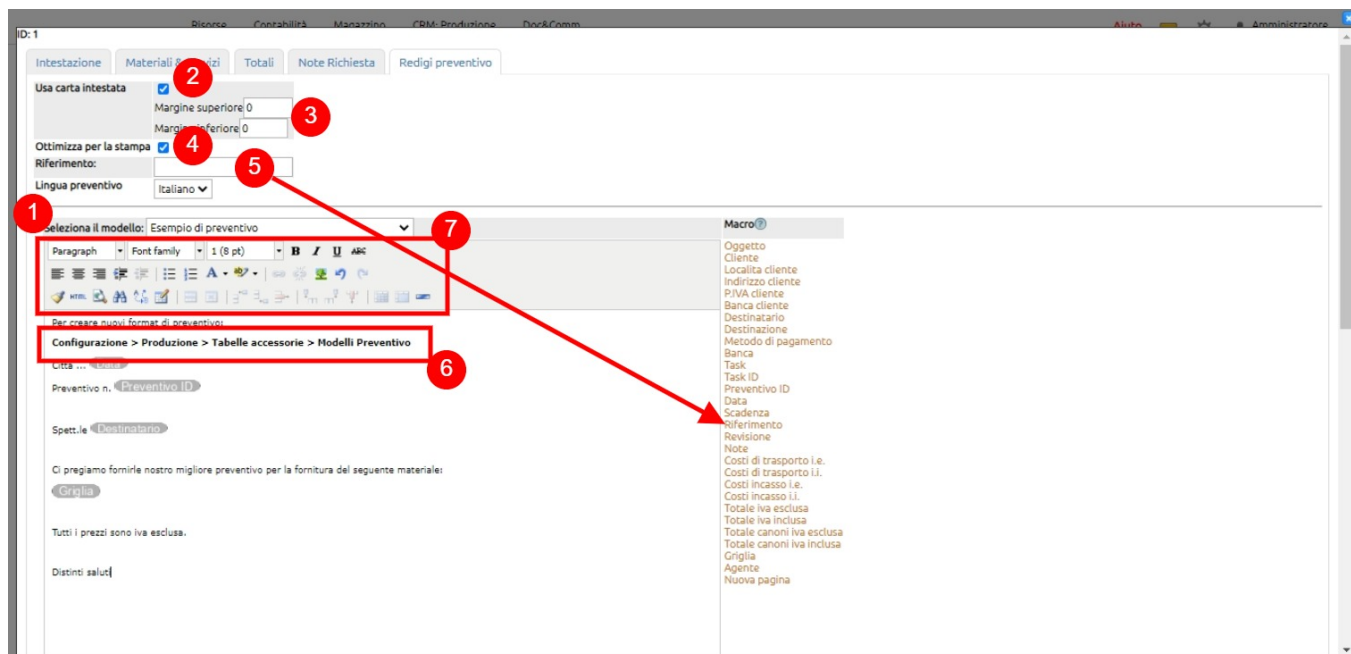 Risorse Contabilità Magazzino CRM: Produzione Doc&Comm Aiuto Amministratore
ID: 1
Intestazione Materiali & Totali Note Richiesta Redigi preventivo
2
Usa carta intestata
Margine superiore 0
3
0
Ottimizza per la stampa 4
Riferimento: 5
Lingua preventivo Italiano
1
Seleziona il modello: Esempio di preventivo
7
Macro
Paragraph Font family 1 (8 pt) B I U ABC
A
HTML
Per creare nuovi format di preventivo:
Configurazione > Produzione > Tabelle accessorie > Modelli Preventivo
6
Città ... Data
Preventivo n. Preventivo ID
Spett.le Destinatario
Ci pregiamo fornirle nostro migliore preventivo per la fornitura del seguente materiale:
Griglia
Tutti i prezzi sono iva esclusa.
Distinti saluti
Oggetto
Cliente
Localita cliente
Indirizzo cliente
P.IVA cliente
Banca cliente
Destinatario
Destinazione
Metodo di pagamento
Banca
Task
Task ID
Preventivo ID
Data
Scadenza
Riferimento
Revisione
Note
Costi di trasporto i.e.
Costi di trasporto i.i.
Costi incasso i.e.
Costi incasso i.i.
Totale iva esclusa
Totale iva inclusa
Totale canoni iva esclusa
Totale canoni iva inclusa
Griglia
Agente
Nuova pagina